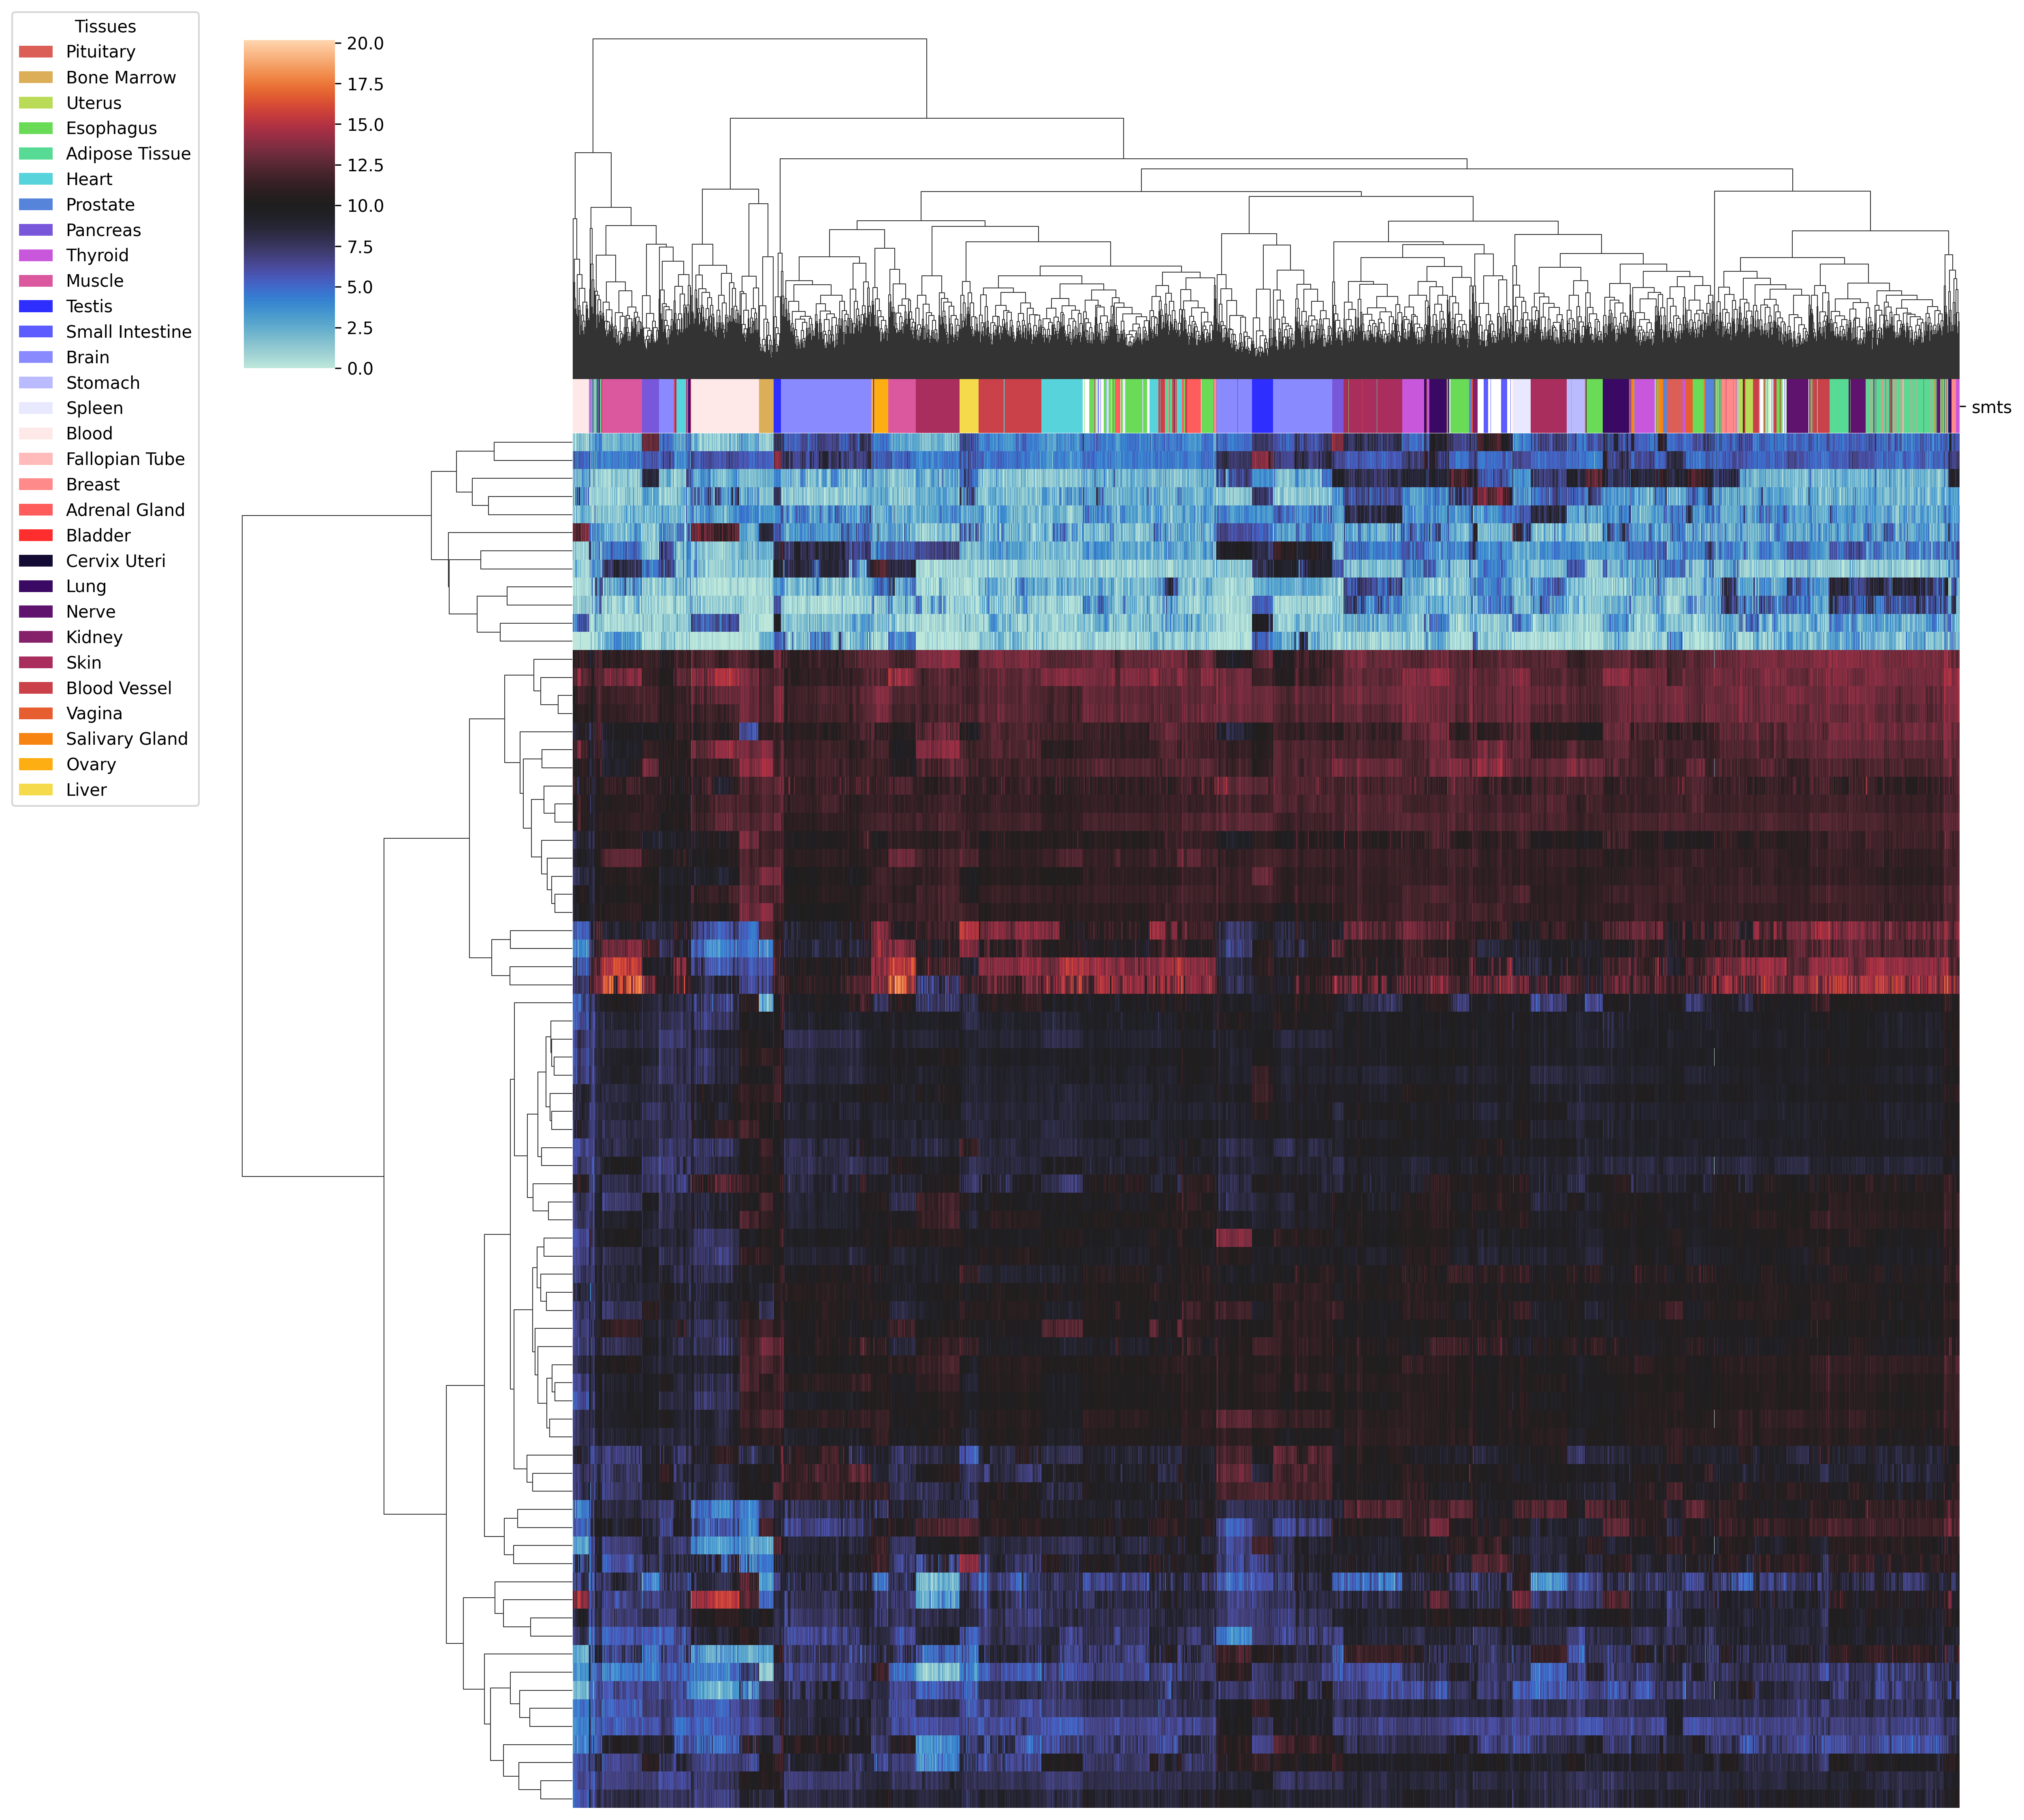 Tissues
Pituitary
Bone Marrow
Uterus
Esophagus
Adipose Tissue
Heart
Prostate
Pancreas
Thyroid
Muscle
Testis
Small Intestine
Brain
Stomach
Spleen
Blood
Fallopian Tube
Breast
Adrenal Gland
Bladder
Cervix Uteri
Lung
Nerve
Kidney
Skin
Blood Vessel
Vagina
Salivary Gland
Ovary
Liver
20.0
17.5
15.0
12.5
10.0
7.5
5.0
2.5
0.0
smts